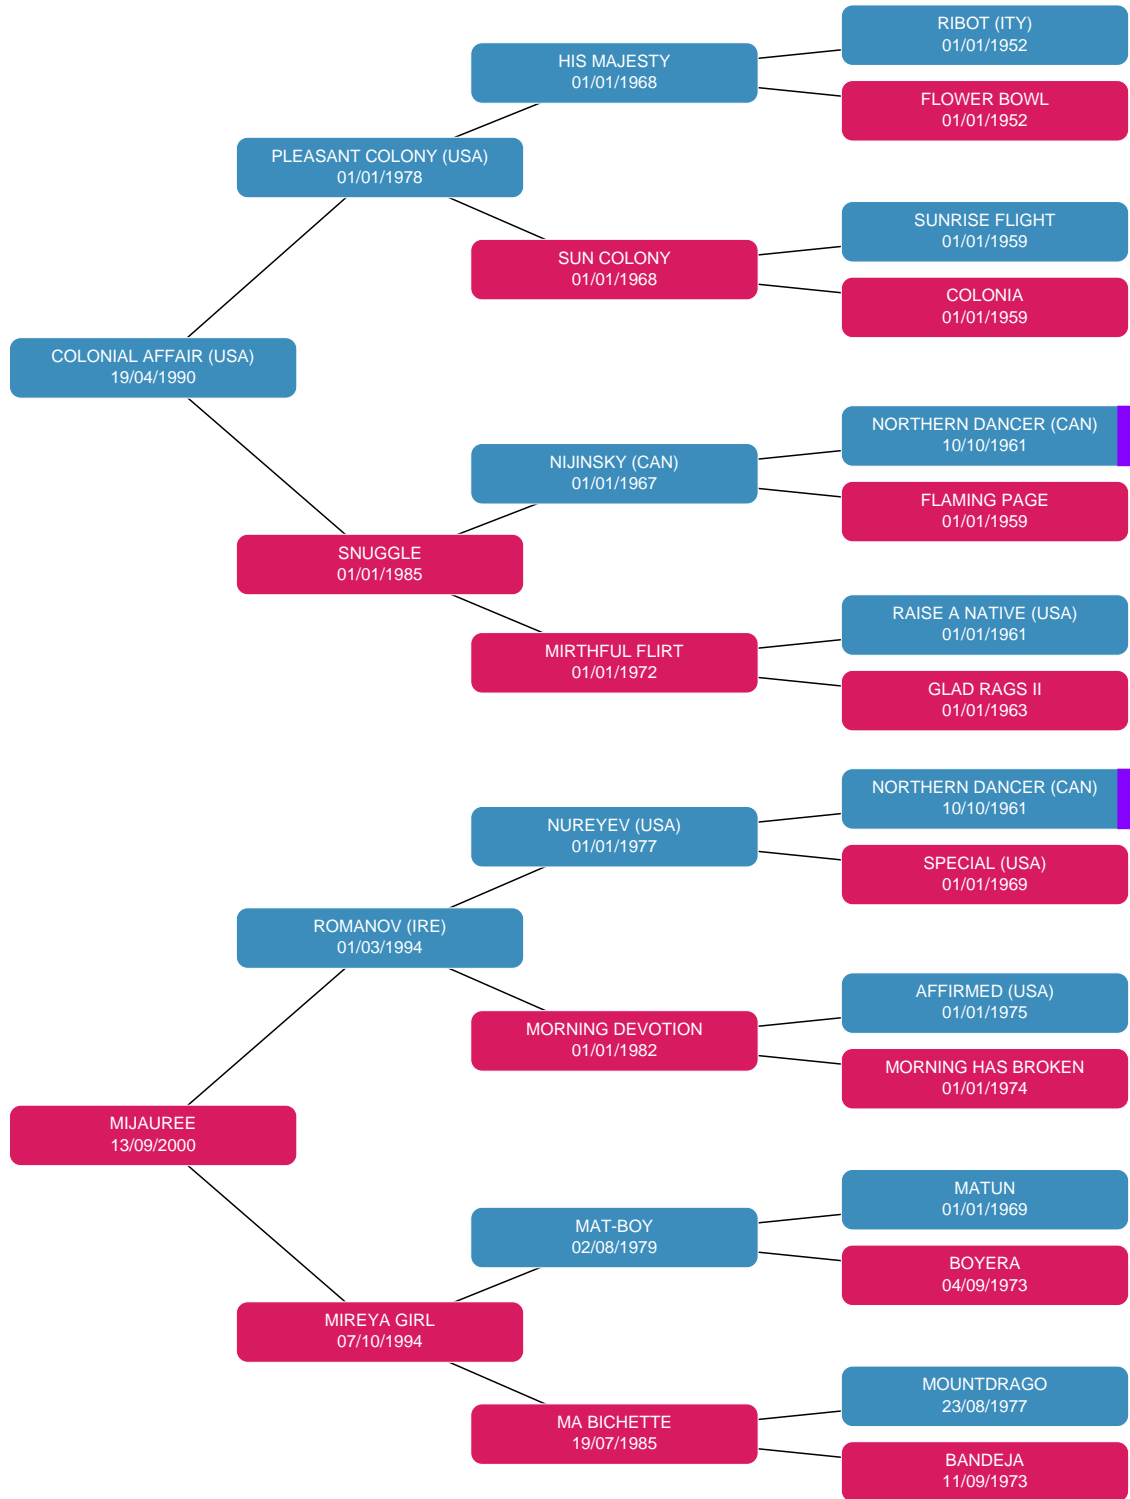 RIBOT (ITY)
01/01/1952
HIS MAJESTY
01/01/1968
FLOWER BOWL
01/01/1952
PLEASANT COLONY (USA)
01/01/1978
SUNRISE FLIGHT
01/01/1959
SUN COLONY
01/01/1968
COLONIA
01/01/1959
COLONIAL AFFAIR (USA)
19/04/1990
NORTHERN DANCER (CAN)
10/10/1961
NIJINSKY (CAN)
01/01/1967
FLAMING PAGE
01/01/1959
SNUGGLE
01/01/1985
RAISE A NATIVE (USA)
01/01/1961
MIRTHFUL FLIRT
01/01/1972
GLAD RAGS II
01/01/1963
NORTHERN DANCER (CAN)
10/10/1961
NUREYEV (USA)
01/01/1977
SPECIAL (USA)
01/01/1969
ROMANOV (IRE)
01/03/1994
AFFIRMED (USA)
01/01/1975
MORNING DEVOTION
01/01/1982
MORNING HAS BROKEN
01/01/1974
MIJAUREE
13/09/2000
MATUN
01/01/1969
MAT-BOY
02/08/1979
BOYERA
04/09/1973
MIREYA GIRL
07/10/1994
MOUNTDRAGO
23/08/1977
MA BICHETTE
19/07/1985
BANDEJA
11/09/1973